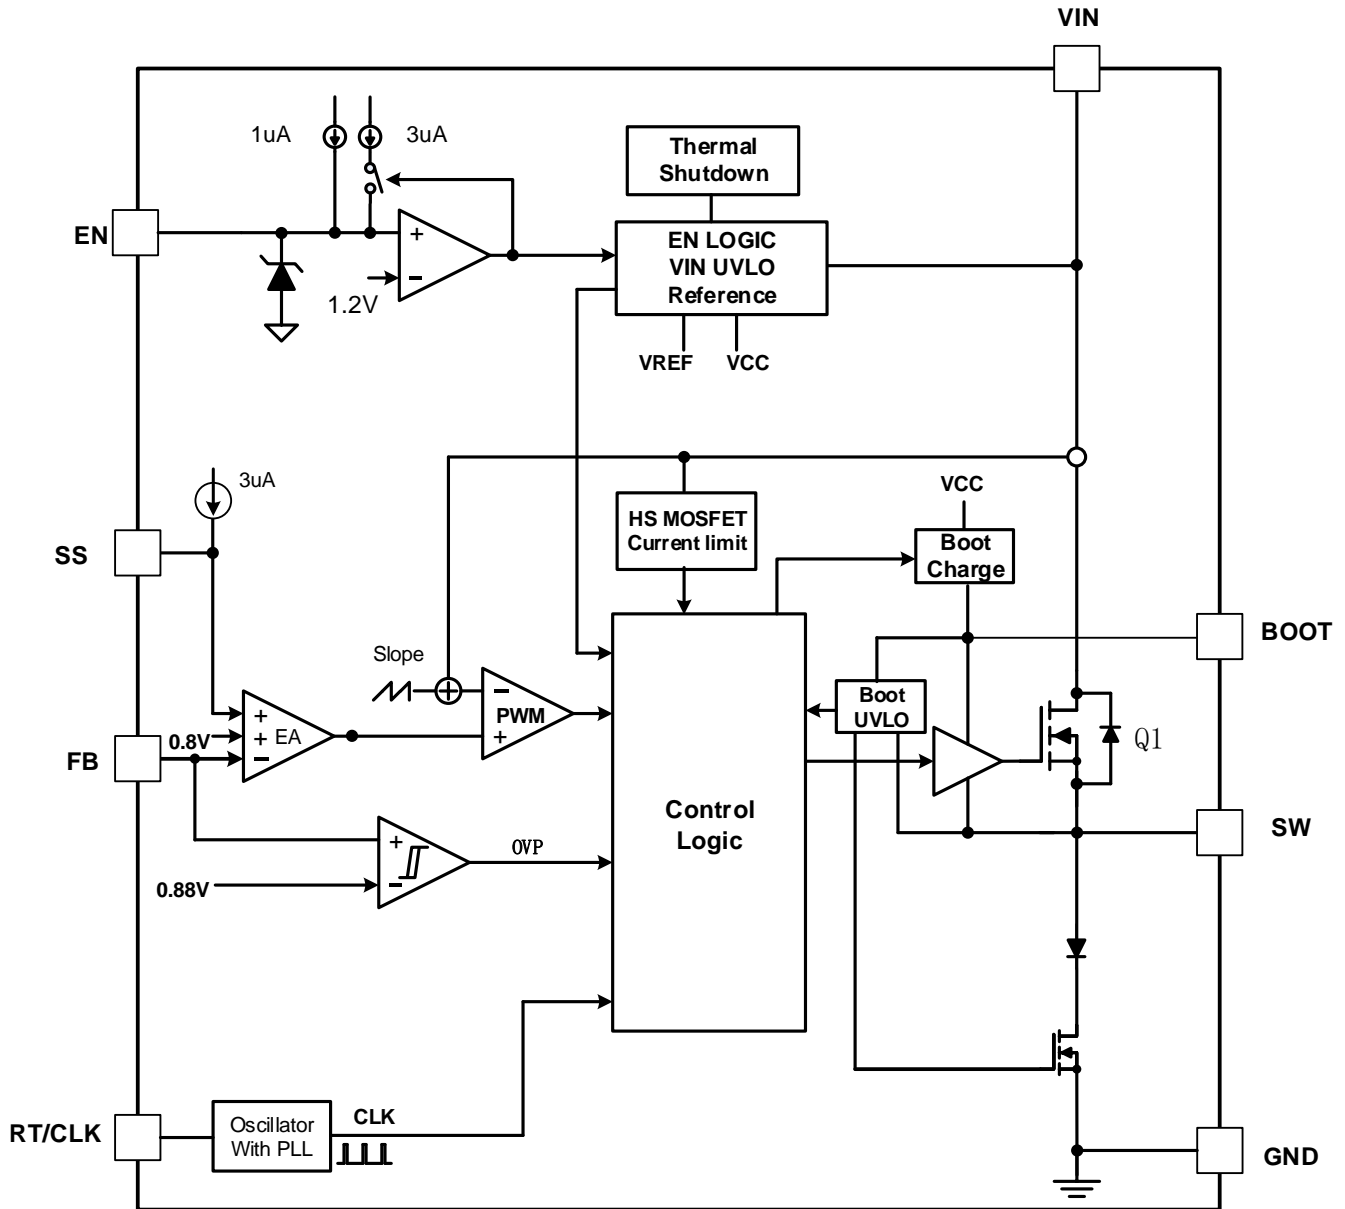 VIN
1uA
3uA
Thermal
Shutdown
EN
+
−
1.2V
EN LOGIC
VIN UVLO
Reference
VREF
VCC
3uA
SS
HS MOSFET
Current limit
VCC
Boot
Charge
BOOT
Slope
+
−
PWM
+
Boot
UVLO
Q1
+
+
EA
−
0.8V
FB
Control
Logic
SW
+
−
OVP
0.88V
RT/CLK
Oscillator
With PLL
CLK
GND